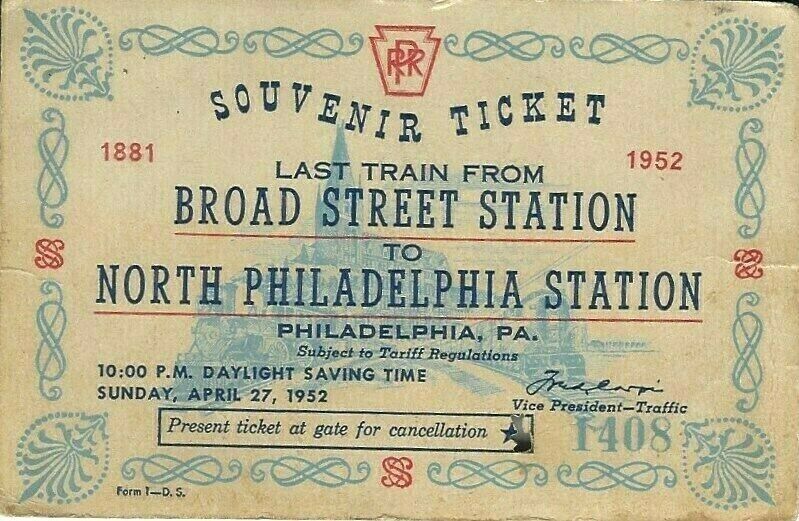 PRR
SOUVENIR TICKET
1881
1952
LAST TRAIN FROM
BROAD STREET STATION
TO
NORTH PHILADELPHIA STATION
PHILADELPHIA, PA.
Subject to Tariff Regulations
10:00 P.M. DAYLIGHT SAVING TIME
SUNDAY, APRIL 27, 1952
Vice President—Traffic
Present ticket at gate for cancellation
1408
Form 1—D. S.